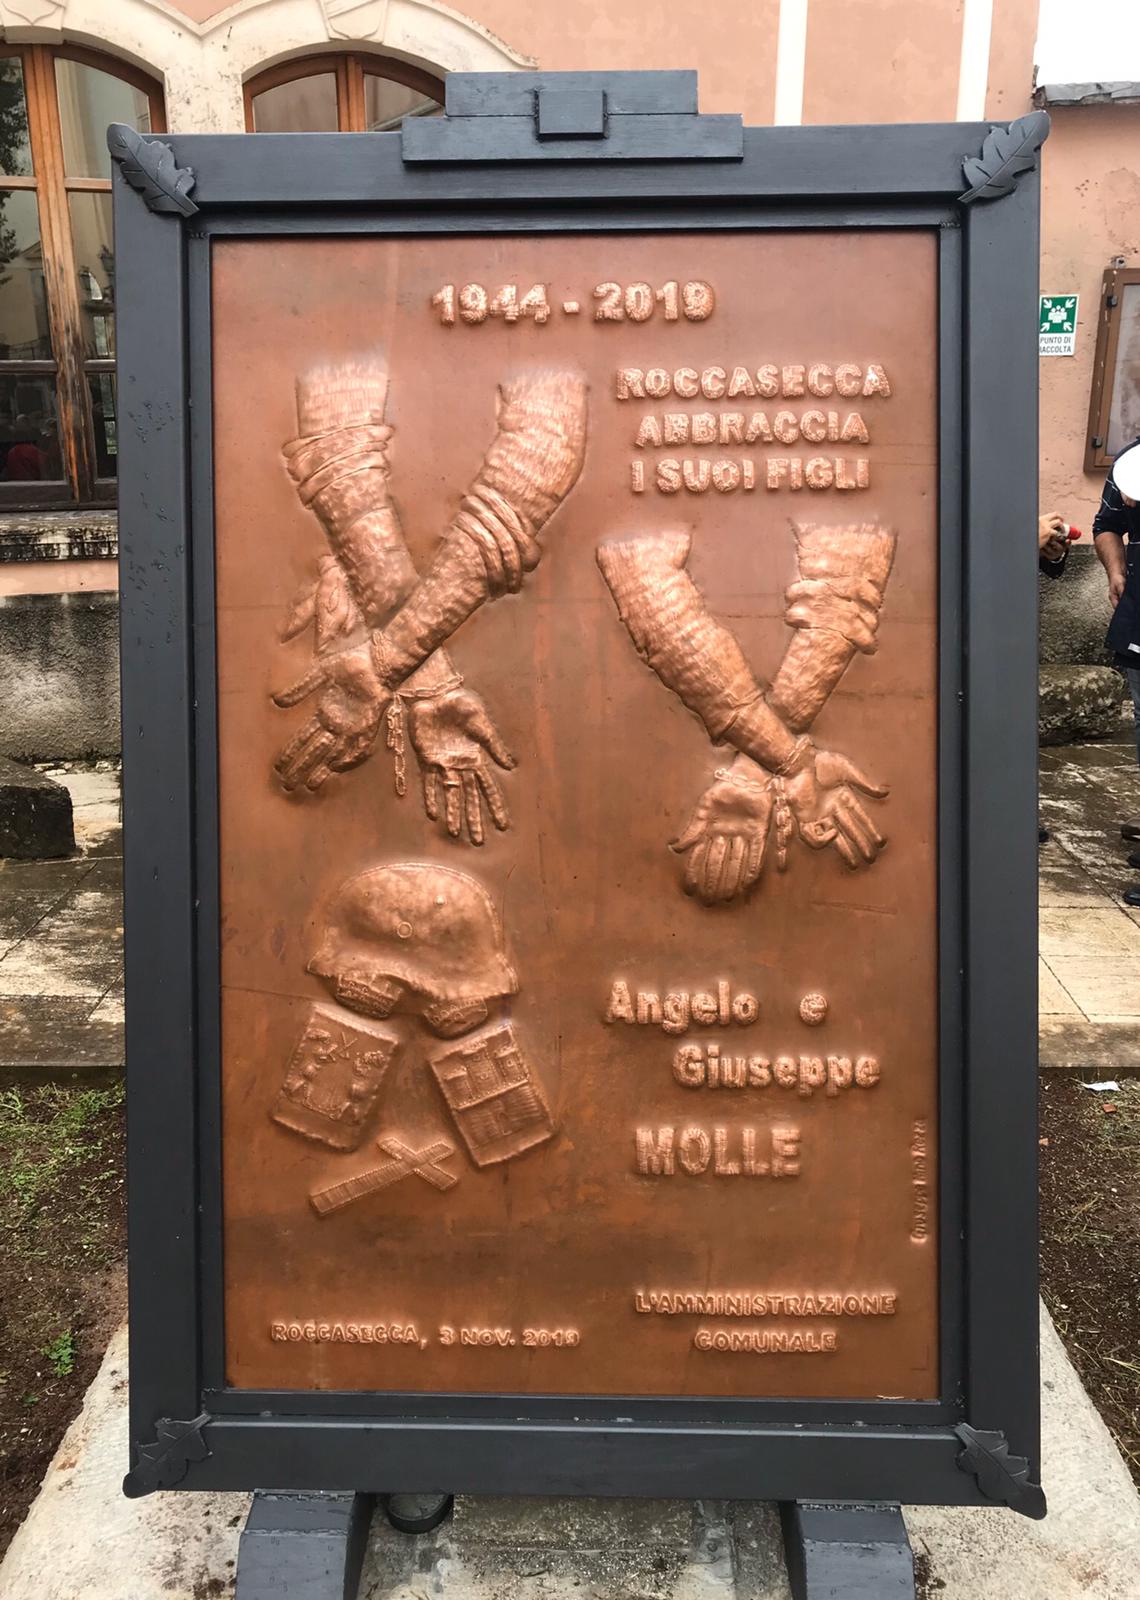 1944 - 2019
ROCCASECCA
ABBRACCIA
I SUOI FIGLI
Angelo e
Giuseppe
MOLLE
ROCCASECCA, 3 NOV. 2019
L'AMMINISTRAZIONE
COMUNALE
PUNTO DI
RACCOLTA